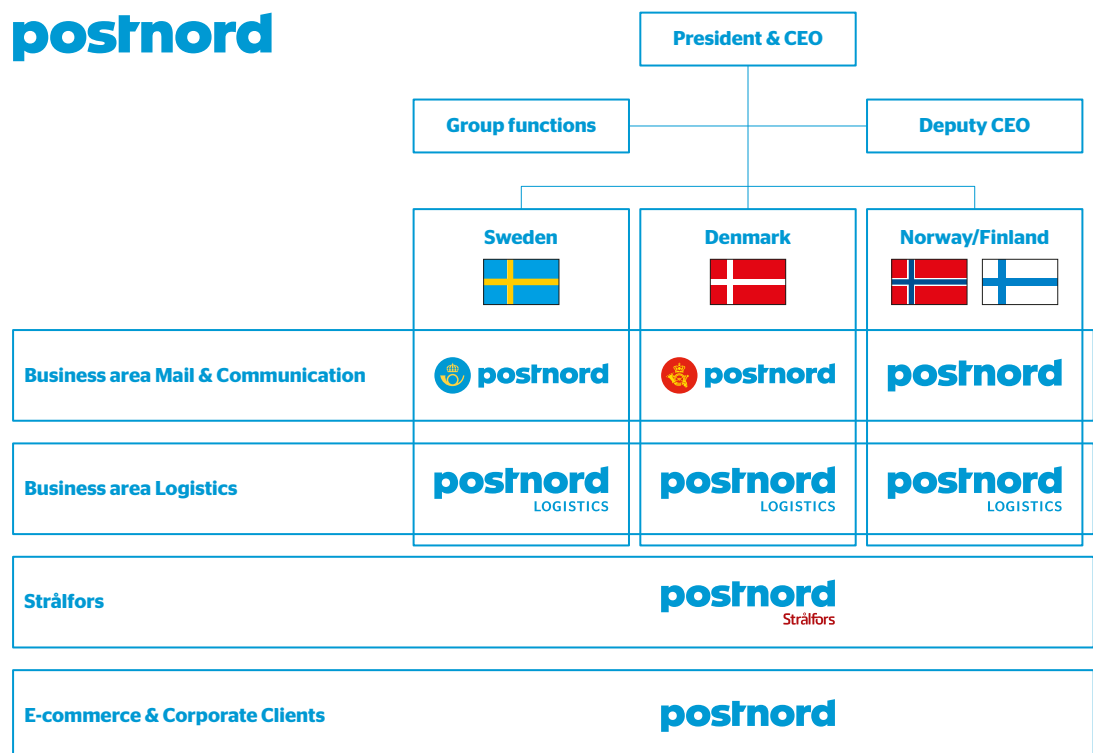 postnord
President & CEO
Group functions
Deputy CEO
Sweden
Denmark
Norway/Finland
Business area Mail & Communication
postnord
postnord
postnord
Business area Logistics
postnord
LOGISTICS
postnord
LOGISTICS
postnord
LOGISTICS
Strålfors
postnord
Strålfors
E-commerce & Corporate Clients
postnord